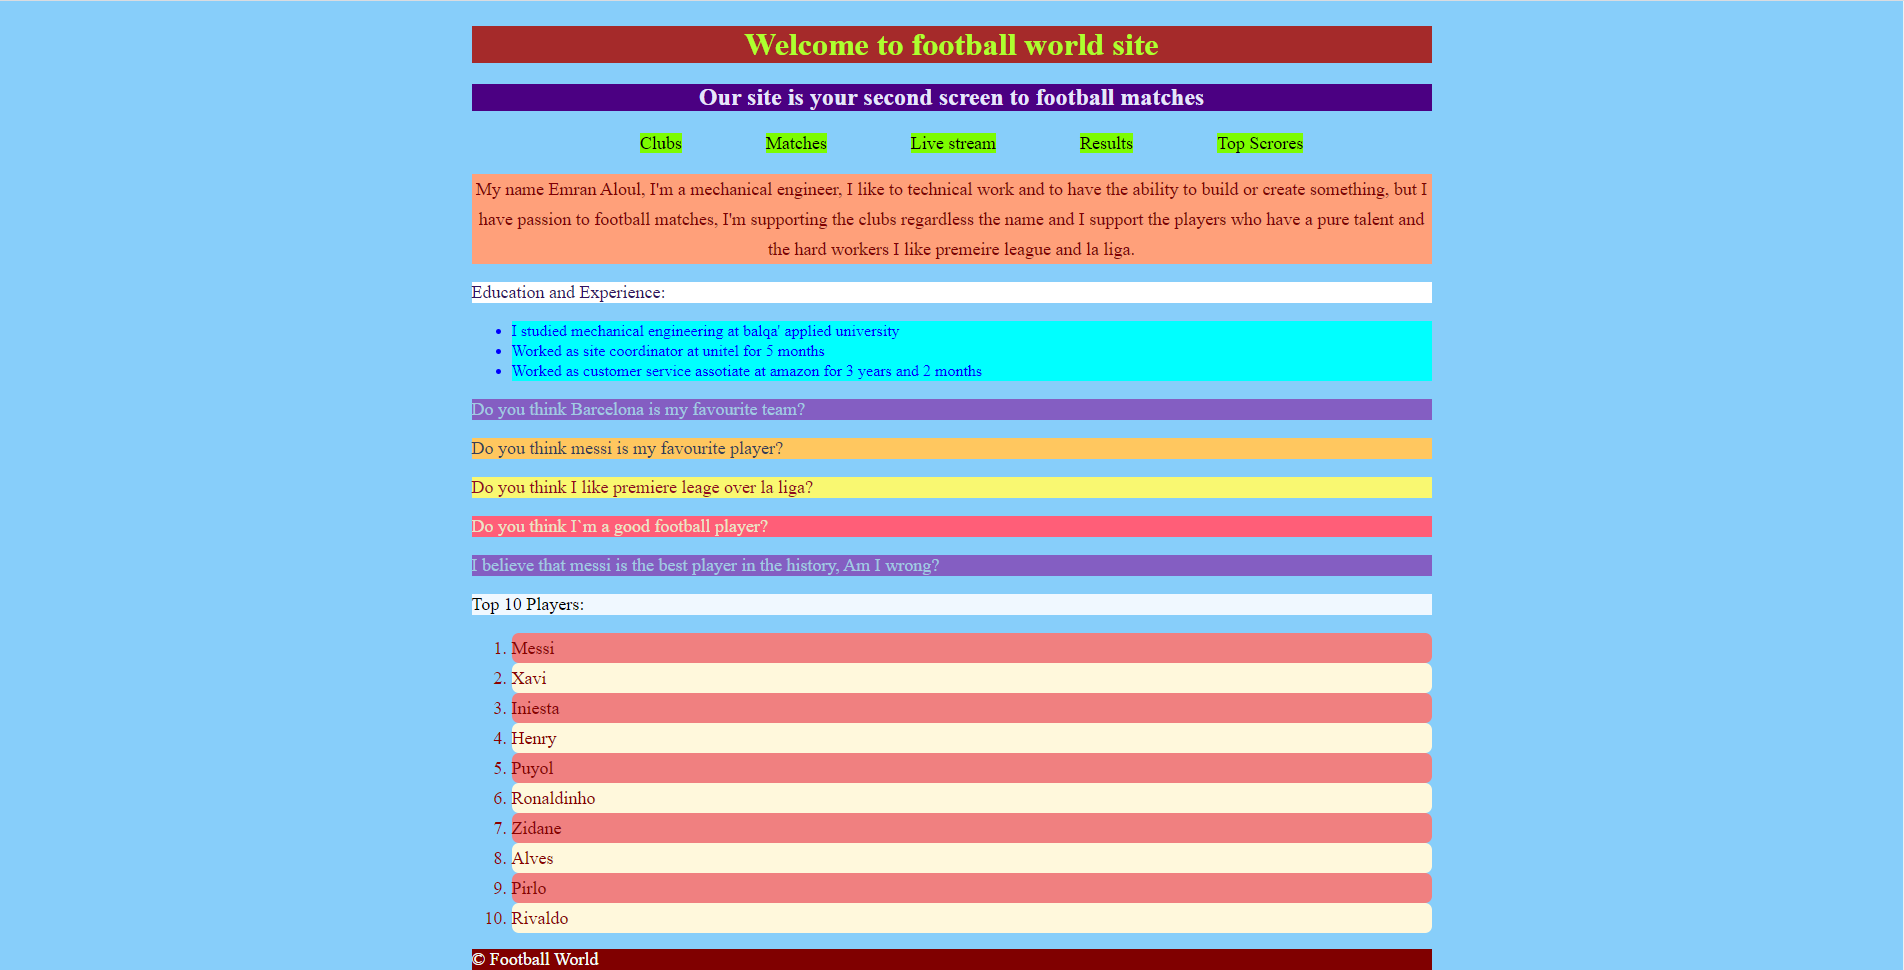 Welcome to football world site
Our site is your second screen to football matches
Clubs Matches Live stream Results Top Scrores
My name Emran Aloul, I'm a mechanical engineer, I like to technical work and to have the ability to build or create something, but I
have passion to football matches, I'm supporting the clubs regardless the name and I support the players who have a pure talent and
the hard workers I like premeire league and la liga.
Education and Experience:
• I studied mechanical engineering at balqa' applied university
• Worked as site coordinator at unitel for 5 months
• Worked as customer service assotiate at amazon for 3 years and 2 months
Do you think Barcelona is my favourite team?
Do you think messi is my favourite player?
Do you think I like premiere leage over la liga?
Do you think I`m a good football player?
I believe that messi is the best player in the history, Am I wrong?
Top 10 Players:
1. Messi
2. Xavi
3. Iniesta
4. Henry
5. Puyol
6. Ronaldinho
7. Zidane
8. Alves
9. Pirlo
10. Rivaldo
© Football World